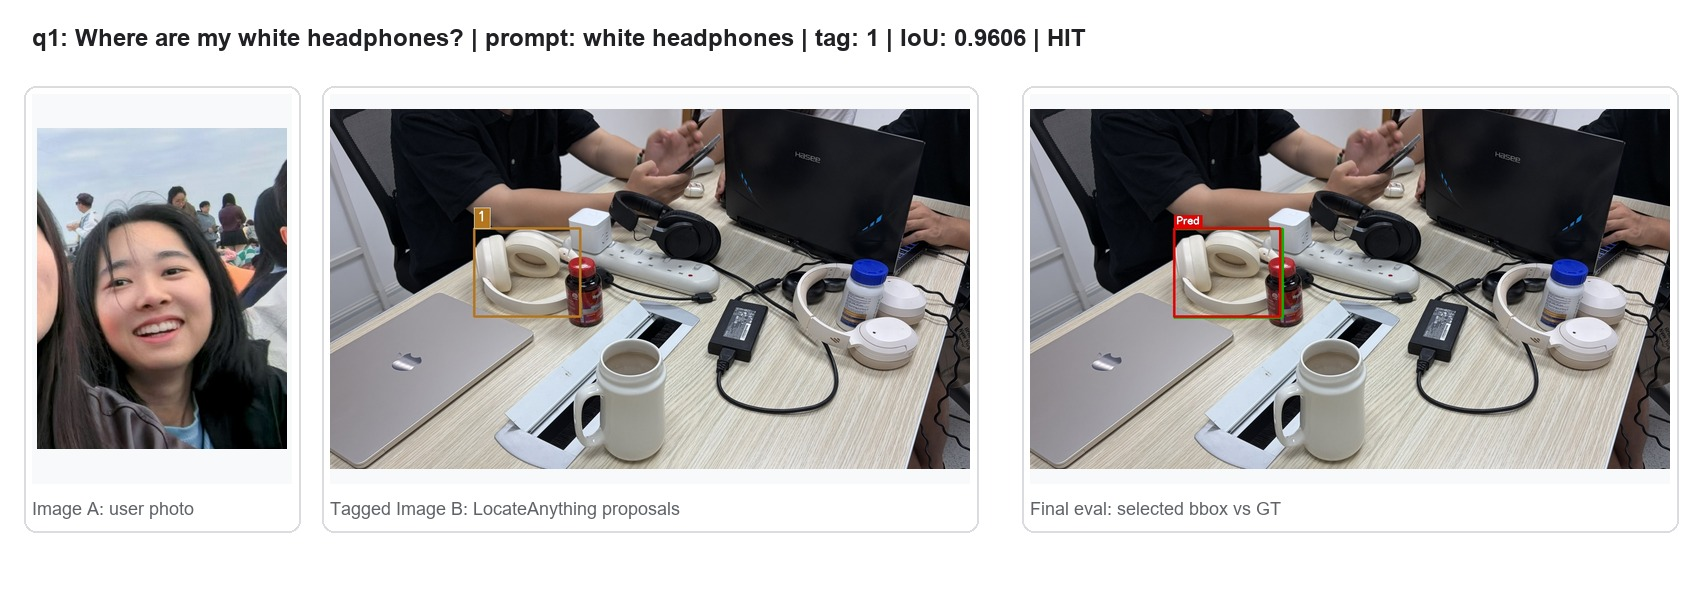 q1: Where are my white headphones? | prompt: white headphones | tag: 1 | IoU: 0.9606 | HIT
HASEE
1
HASEE
Pred
Image A: user photo
Tagged Image B: LocateAnything proposals
Final eval: selected bbox vs GT